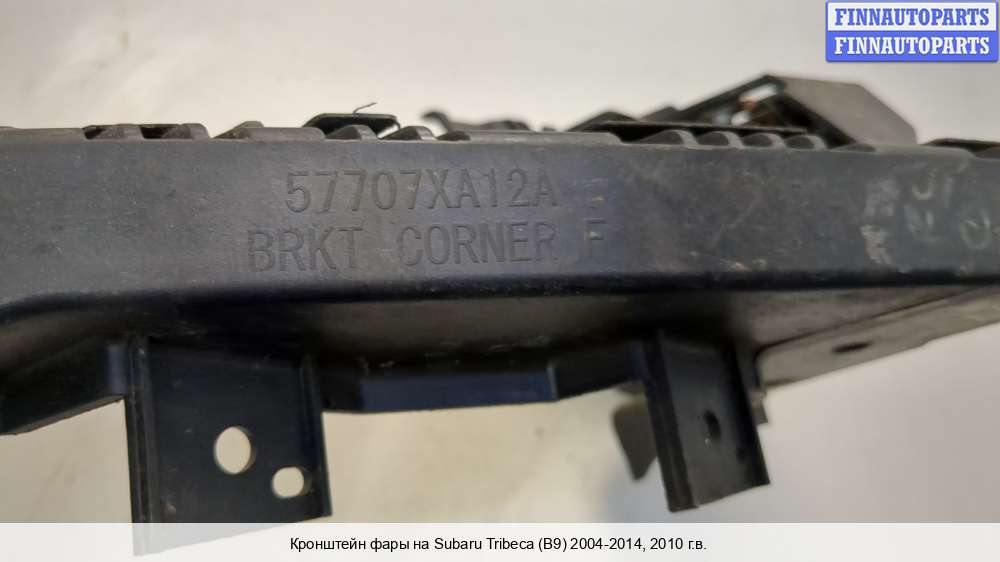 FINNAUTOPARTS
FINNAUTOPARTS
57707XA12A
BRKT CORNER F
Кронштейн фары на Subaru Tribeca (B9) 2004-2014, 2010 г.в.